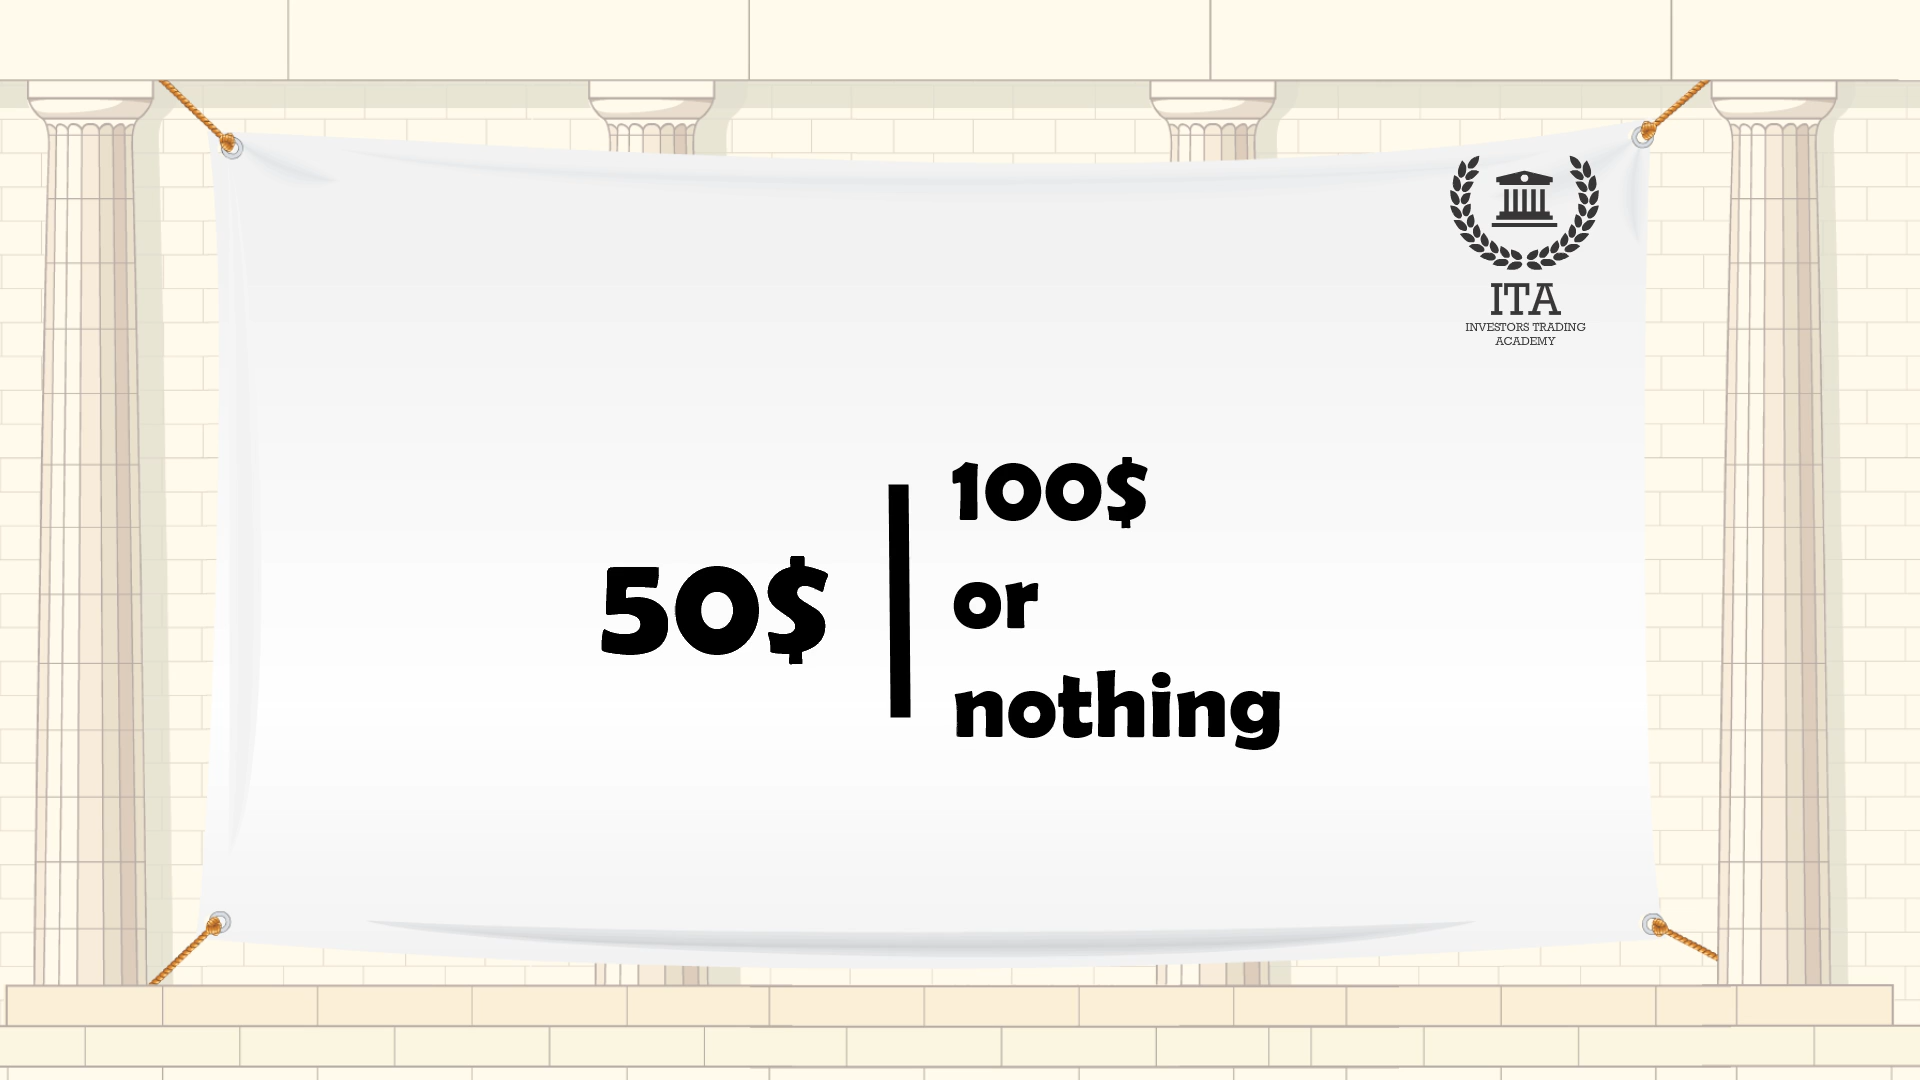 ITA
INVESTORS TRADING
ACADEMY
50$
100$
or
nothing